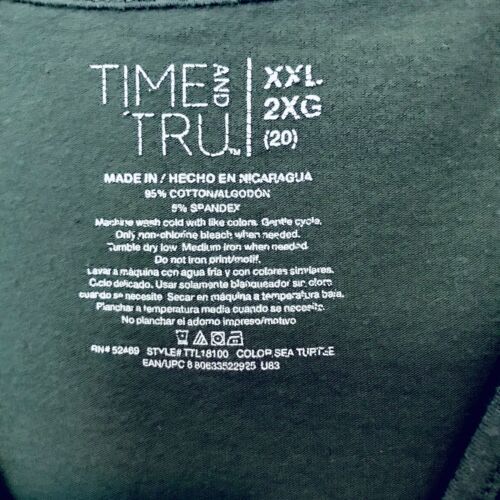 TIME AND TRU™
XXL
2XG
(20)
MADE IN / HECHO EN NICARAGUA
95% COTTON/ALGODÓN
5% SPANDEX
Machine wash cold with like colors. Gentle cycle.
Only non-chlorine bleach when needed.
Tumble dry low. Medium iron when needed.
Do not iron print/motif.
Lavar a máquina con agua fría y con colores similares.
Ciclo delicado. Usar solamente blanqueador sin cloro
cuando se necesite. Secar en máquina a temperatura baja.
Planchar a temperatura media cuando se necesite.
No planchar el adorno impreso/motivo
RN# 52469 STYLE# TTL18100 COLOR SEA TURTLE
EAN/UPC 8 80633522925 U83